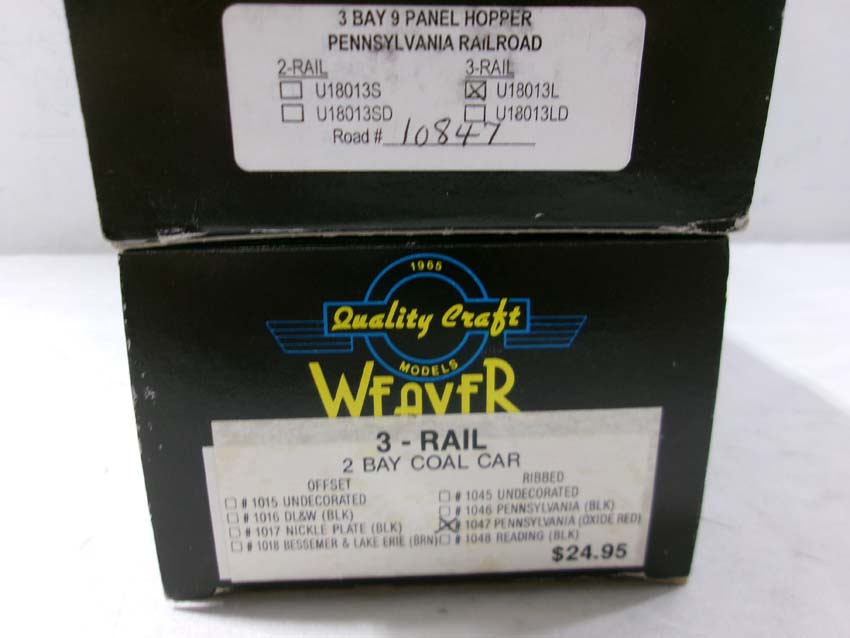 3 BAY 9 PANEL HOPPER
PENNSYLVANIA RAILROAD
2-RAIL 3-RAIL
U18013S U18013L
U18013SD U18013LD
Road # 10847
1965
Quality Craft
MODELS
WEAVER
3 - RAIL
2 BAY COAL CAR
OFFSET RIBBED
# 1015 UNDECORATED # 1045 UNDECORATED
# 1016 DL&W (BLK) # 1046 PENNSYLVANIA (BLK)
# 1017 NICKLE PLATE (BLK) # 1047 PENNSYLVANIA (OXIDE RED)
# 1018 BESSEMER & LAKE ERIE (BRN) # 1048 READING (BLK)
$24.95